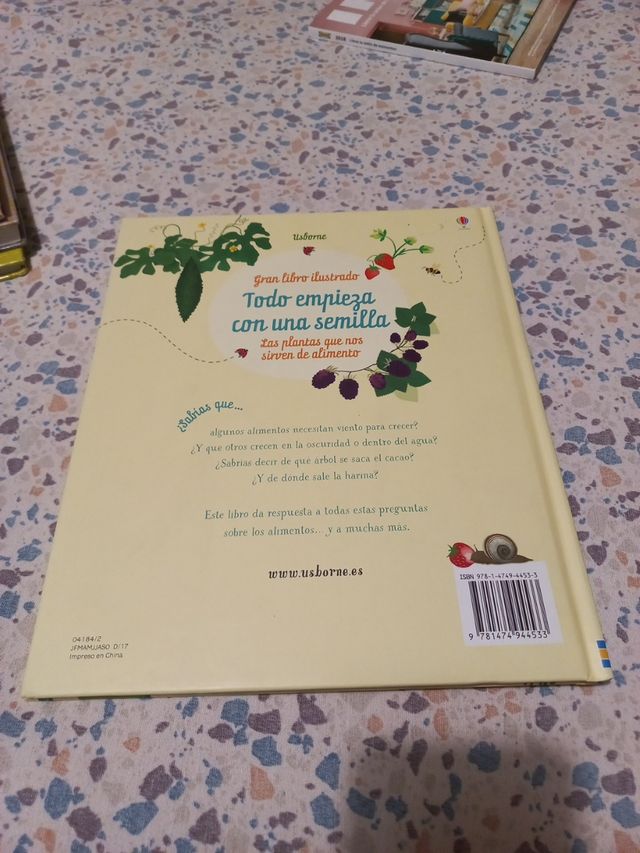 Usborne
Gran libro ilustrado
Todo empieza
con una semilla
Las plantas que nos
sirven de alimento
¿Sabías que...
algunos alimentos necesitan viento para crecer?
¿Y que otros crecen en la oscuridad o dentro del agua?
¿Sabrías decir de qué árbol se saca el cacao?
¿Y de dónde sale la harina?
Este libro da respuesta a todas estas preguntas
sobre los alimentos... y a muchas más.
www.usborne.es
ISBN 978-1-4749-4453-3
9 781474 944533
04184/2
JFMAMJJASO D/17
Impreso en China